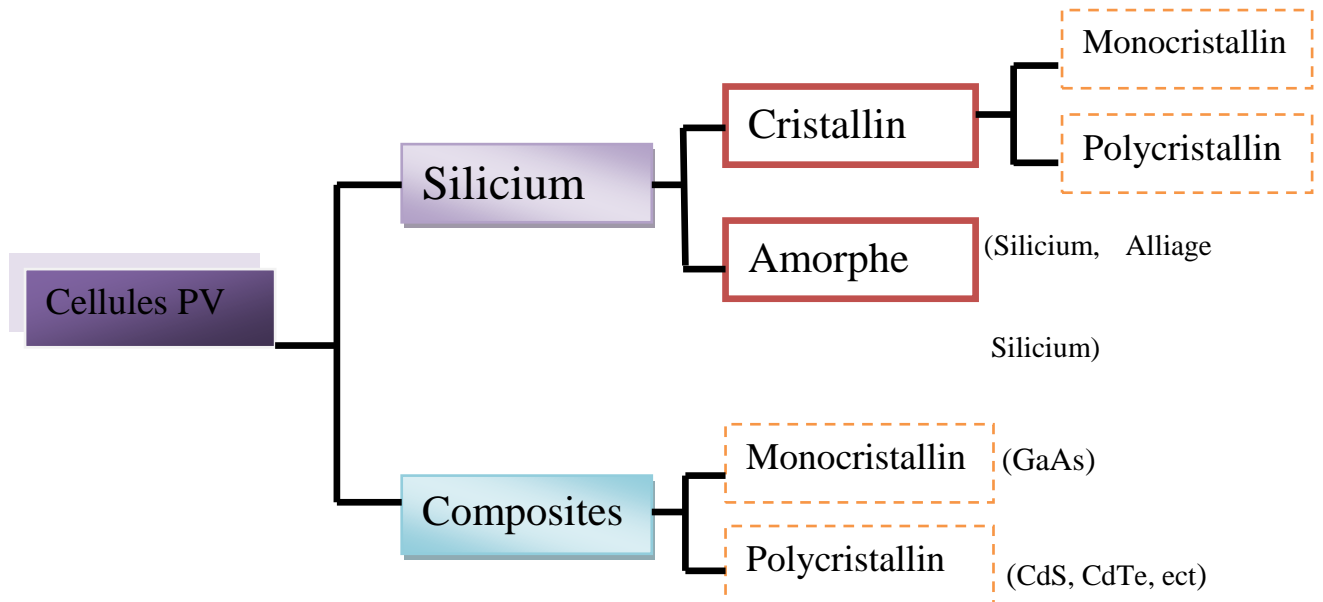 Monocristallin
Cristallin
Polycristallin
Silicium
Amorphe
(Silicium, Alliage
Silicium)
Cellules PV
Monocristallin
(GaAs)
Composites
Polycristallin
(CdS, CdTe, ect)